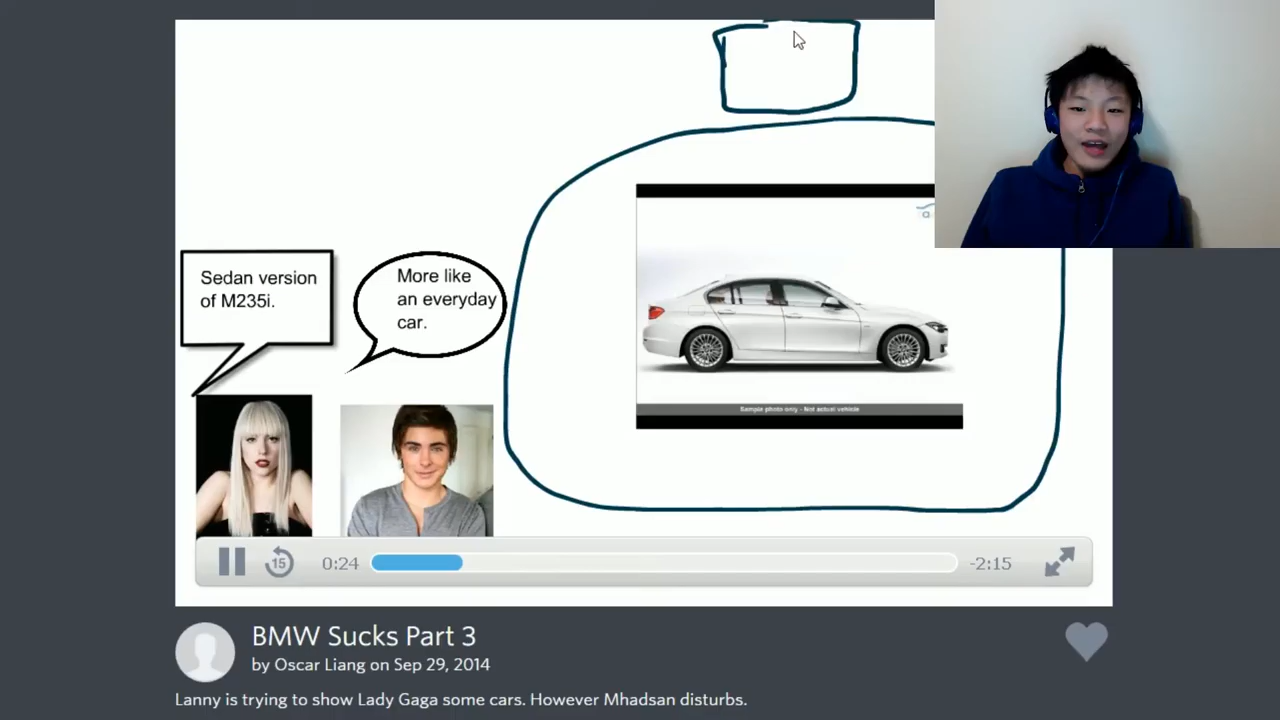 Sedan version
of M235i.
More like
an everyday
car.
Sample photo only - Not actual vehicle
15
0:24
-2:15
BMW Sucks Part 3
by Oscar Liang on Sep 29, 2014
Lanny is trying to show Lady Gaga some cars. However Mhadsan disturbs.